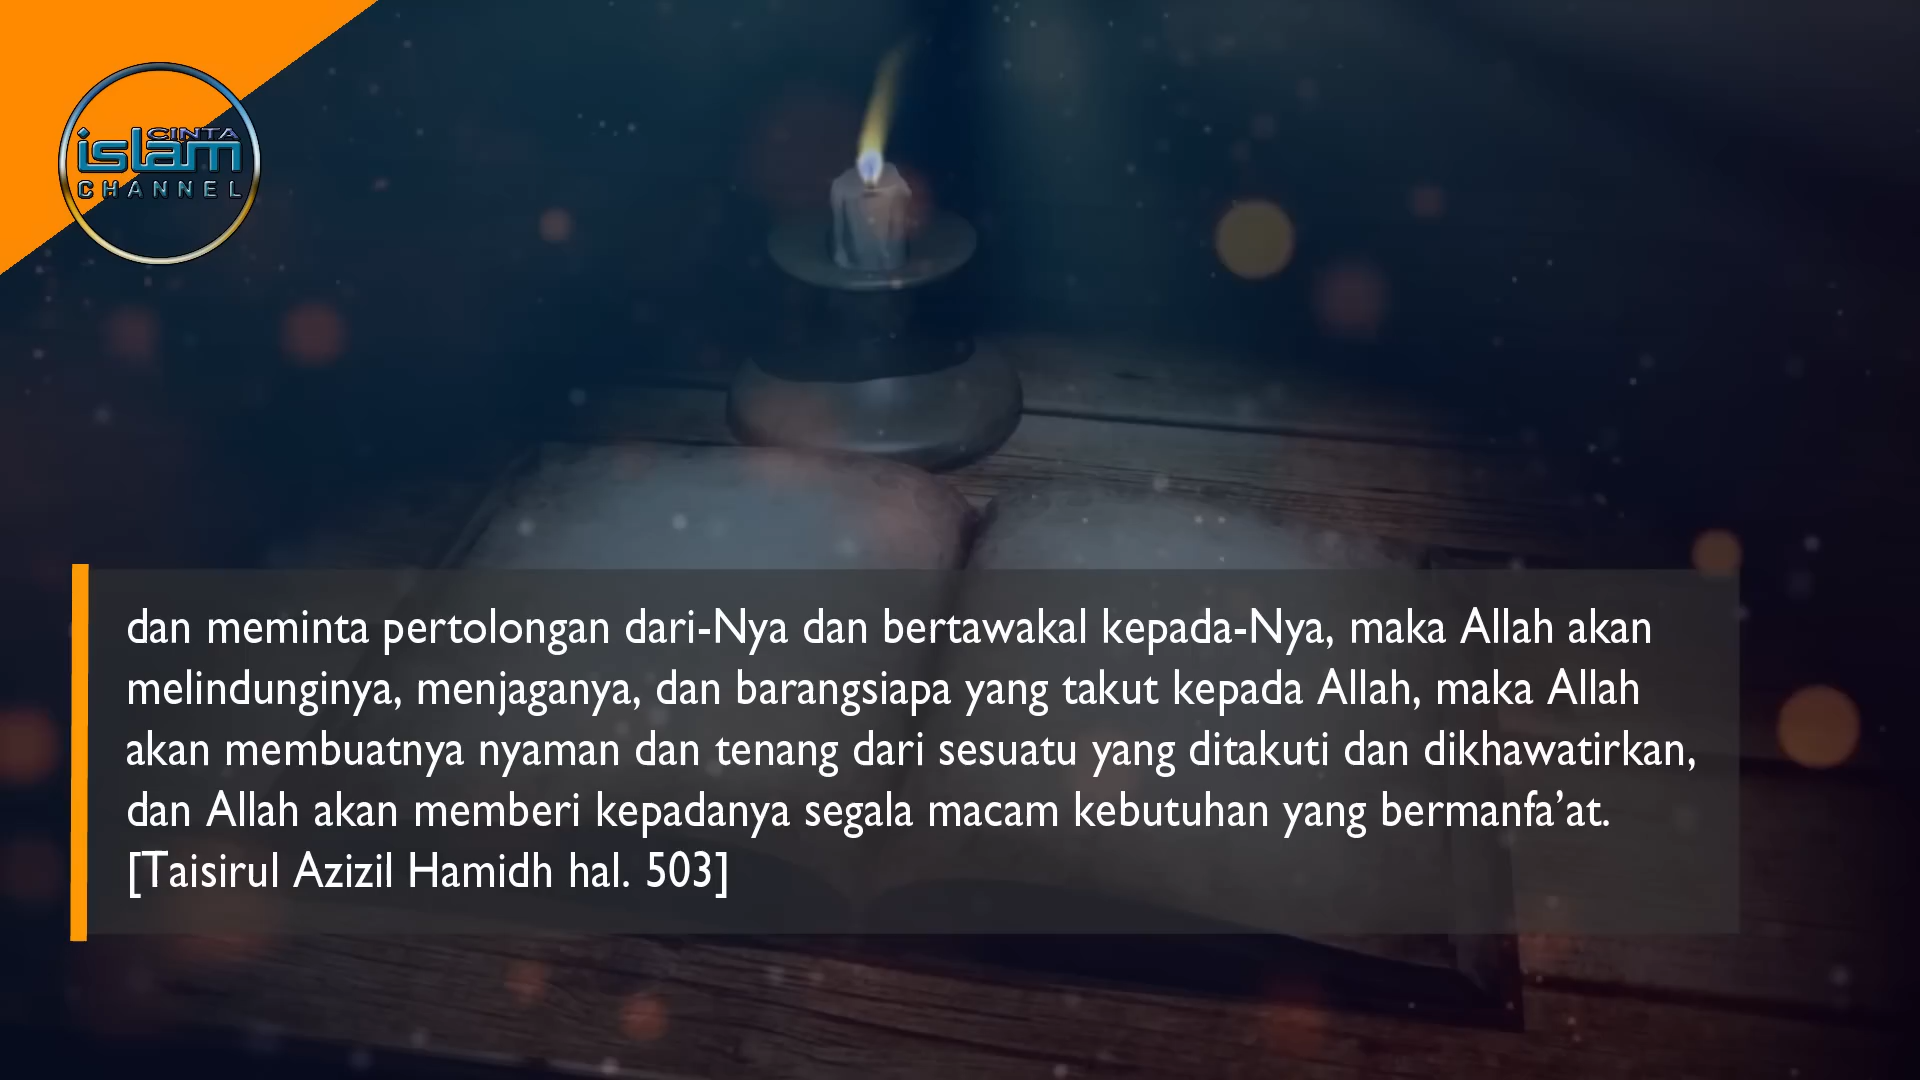 CINTA
islam
CHANNEL
dan meminta pertolongan dari-Nya dan bertawakal kepada-Nya, maka Allah akan
melindunginya, menjaganya, dan barangsiapa yang takut kepada Allah, maka Allah
akan membuatnya nyaman dan tenang dari sesuatu yang ditakuti dan dikhawatirkan,
dan Allah akan memberi kepadanya segala macam kebutuhan yang bermanfa’at.
[Taisirul Azizil Hamidh hal. 503]